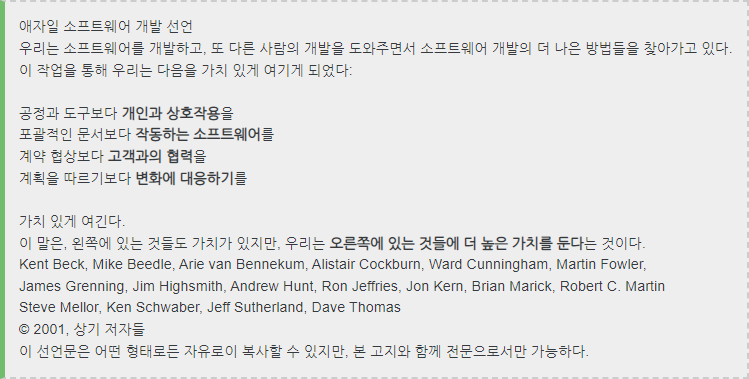 애자일 소프트웨어 개발 선언
우리는 소프트웨어를 개발하고, 또 다른 사람의 개발을 도와주면서 소프트웨어 개발의 더 나은 방법들을 찾아가고 있다.
이 작업을 통해 우리는 다음을 가치 있게 여기게 되었다:
공정과 도구보다 개인과 상호작용을
포괄적인 문서보다 작동하는 소프트웨어를
계약 협상보다 고객과의 협력을
계획을 따르기보다 변화에 대응하기를
가치 있게 여긴다.
이 말은, 왼쪽에 있는 것들도 가치가 있지만, 우리는 오른쪽에 있는 것들에 더 높은 가치를 둔다는 것이다.
Kent Beck, Mike Beedle, Arie van Bennekum, Alistair Cockburn, Ward Cunningham, Martin Fowler,
James Grenning, Jim Highsmith, Andrew Hunt, Ron Jeffries, Jon Kern, Brian Marick, Robert C. Martin
Steve Mellor, Ken Schwaber, Jeff Sutherland, Dave Thomas
© 2001, 상기 저자들
이 선언문은 어떤 형태로든 자유로이 복사할 수 있지만, 본 고지와 함께 전문으로서만 가능하다.